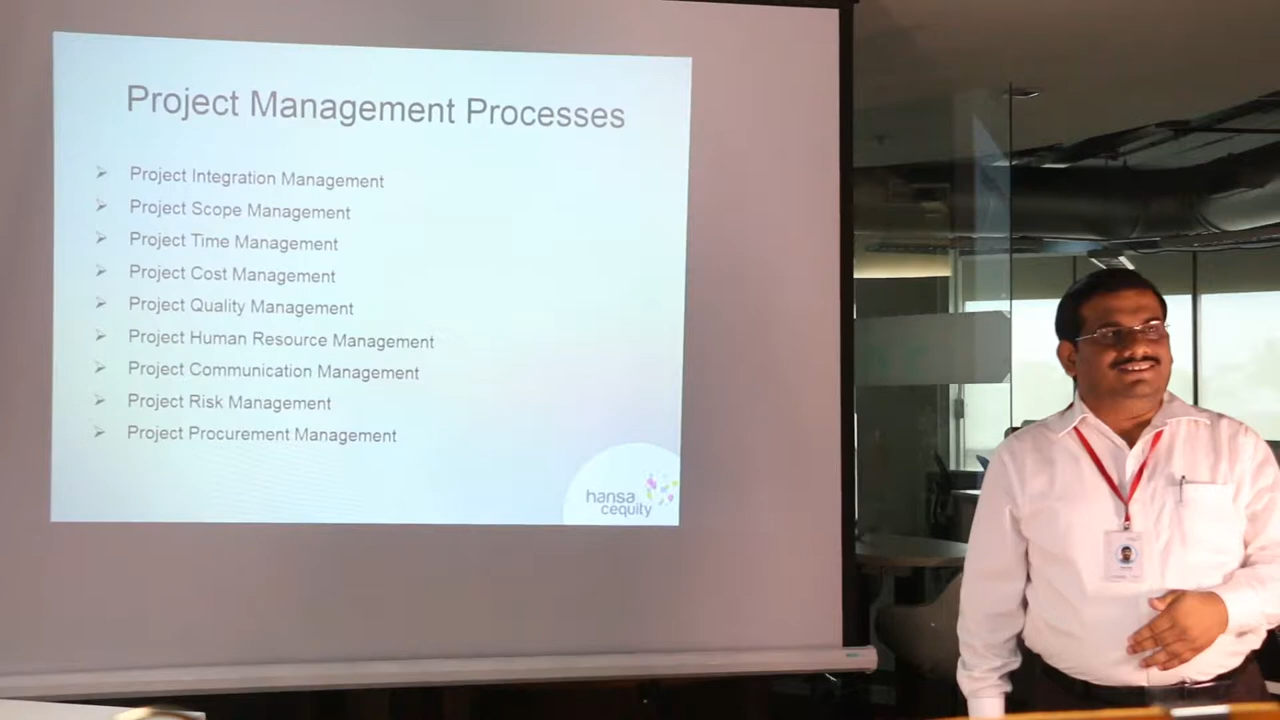 Project Management Processes
➢ Project Integration Management
➢ Project Scope Management
➢ Project Time Management
➢ Project Cost Management
➢ Project Quality Management
➢ Project Human Resource Management
➢ Project Communication Management
➢ Project Risk Management
➢ Project Procurement Management
hansa
cequity